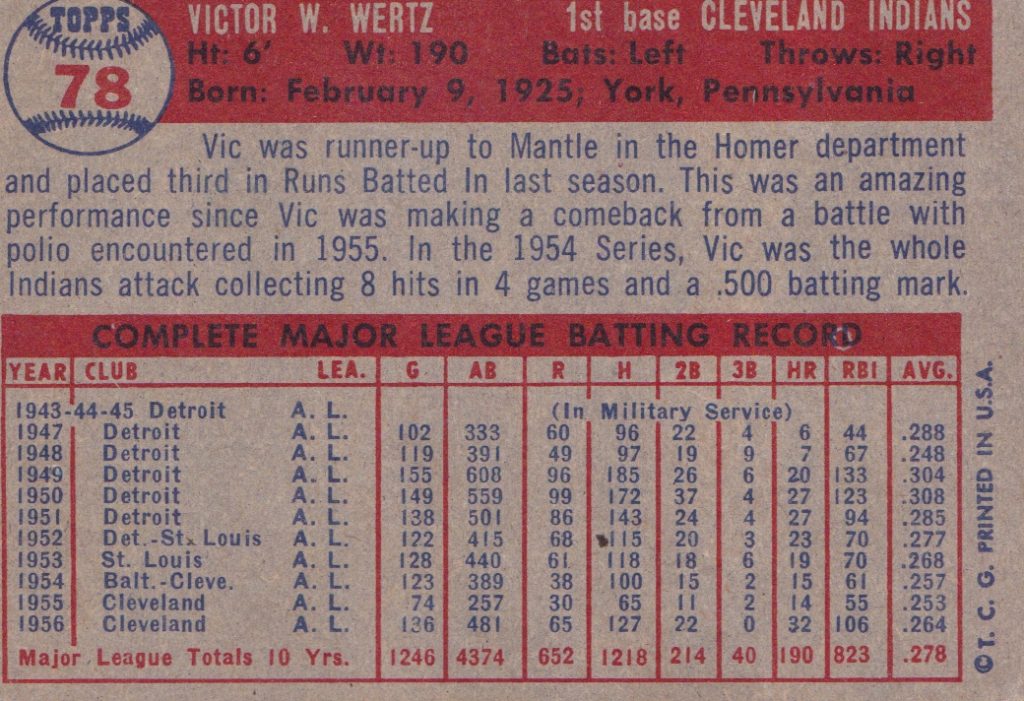 TOPPS
78
VICTOR W. WERTZ 1st base CLEVELAND INDIANS
Ht: 6' Wt: 190 Bats: Left Throws: Right
Born: February 9, 1925; York, Pennsylvania
Vic was runner-up to Mantle in the Homer department
and placed third in Runs Batted In last season. This was an amazing
performance since Vic was making a comeback from a battle with
polio encountered in 1955. In the 1954 Series, Vic was the whole
Indians attack collecting 8 hits in 4 games and a .500 batting mark.
COMPLETE MAJOR LEAGUE BATTING RECORD
YEAR CLUB LEA. G AB R H 2B 3B HR RBI AVG.
1943-44-45 Detroit A. L. (In Military Service)
1947 Detroit A. L. 102 333 60 96 22 4 6 44 .288
1948 Detroit A. L. 119 391 49 97 19 9 7 67 .248
1949 Detroit A. L. 155 608 96 185 26 6 20 133 .304
1950 Detroit A. L. 149 559 99 172 37 4 27 123 .308
1951 Detroit A. L. 138 501 86 143 24 4 27 94 .285
1952 Det.-St. Louis A. L. 122 415 68 115 20 3 23 70 .277
1953 St. Louis A. L. 128 440 61 118 18 6 19 70 .268
1954 Balt.-Cleve. A. L. 123 389 38 100 15 2 15 61 .257
1955 Cleveland A. L. 74 257 30 65 11 2 14 55 .253
1956 Cleveland A. L. 136 481 65 127 22 0 32 106 .264
Major League Totals 10 Yrs. 1246 4374 652 1218 214 40 190 823 .278
© T. C. G. PRINTED IN U.S.A.